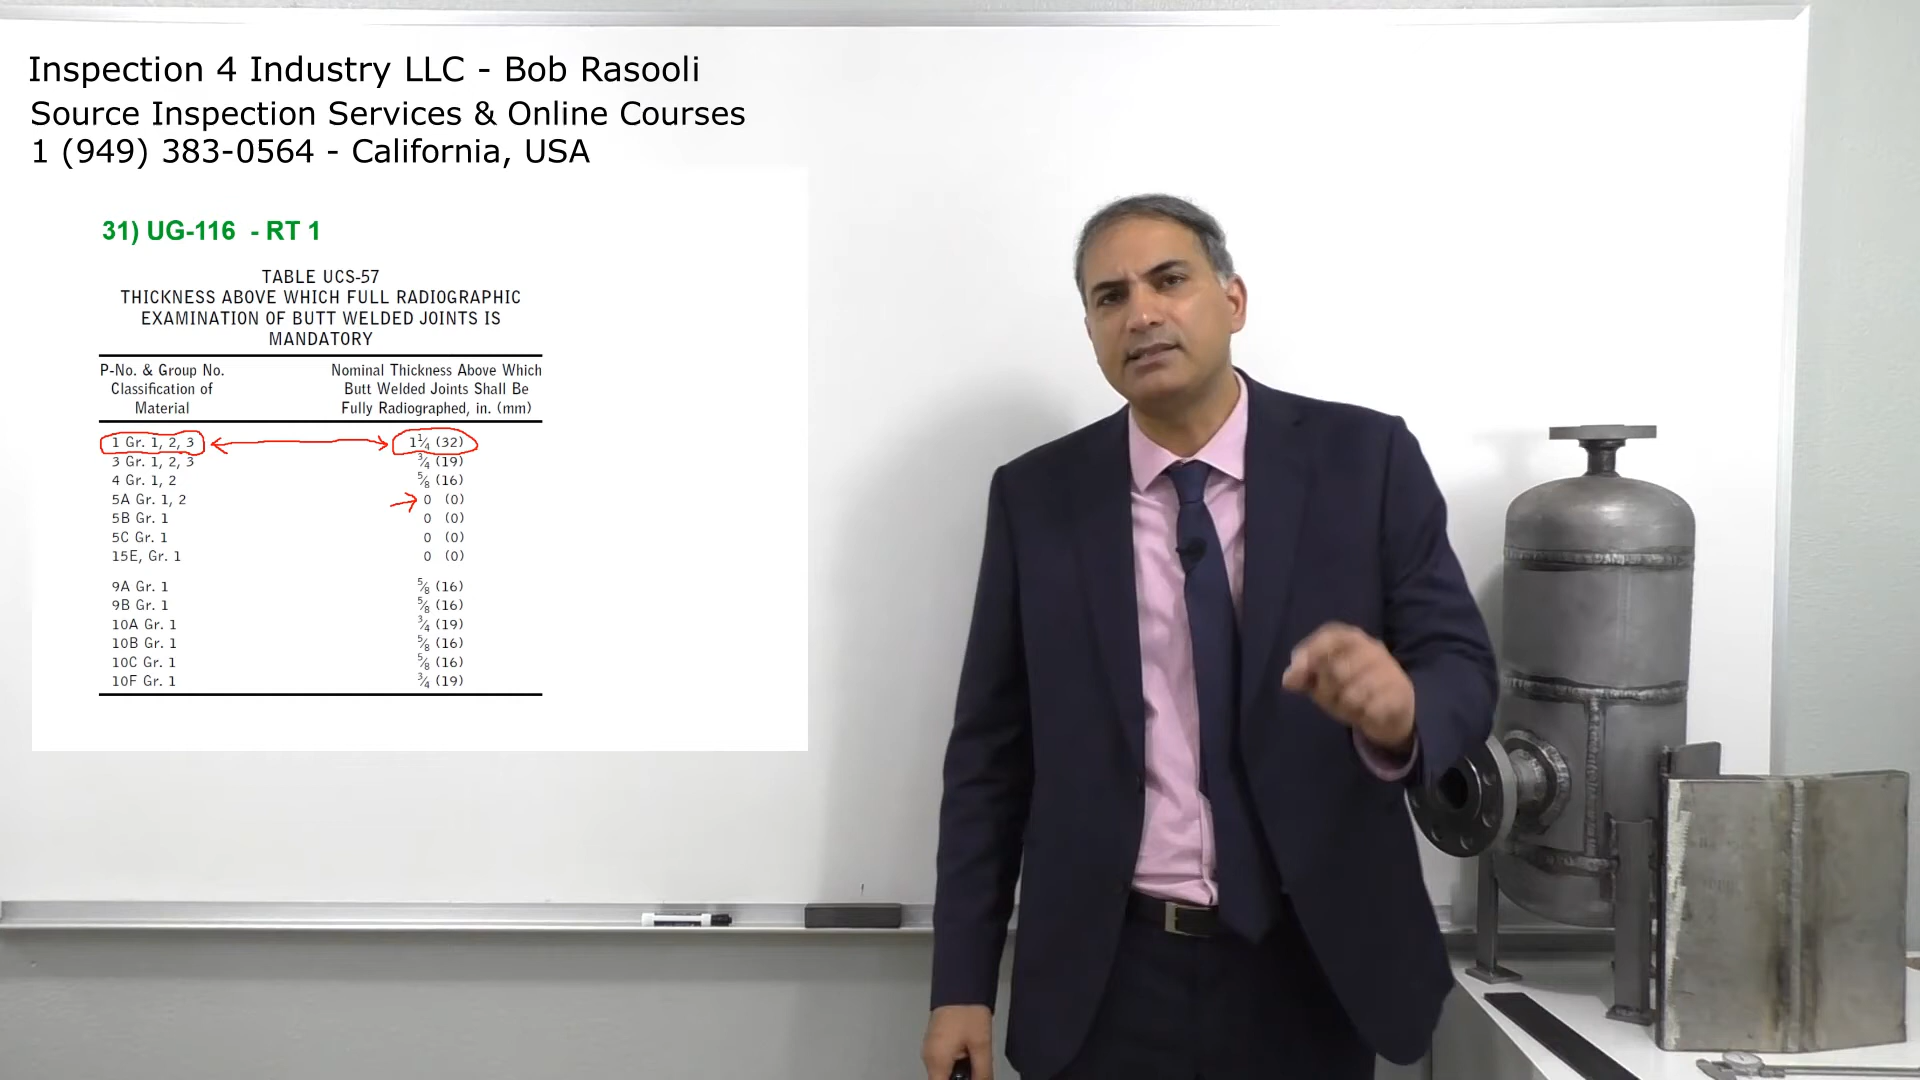 Inspection 4 Industry LLC - Bob Rasooli
Source Inspection Services & Online Courses
1 (949) 383-0564 - California, USA
31) UG-116 - RT 1
TABLE UCS-57
THICKNESS ABOVE WHICH FULL RADIOGRAPHIC
EXAMINATION OF BUTT WELDED JOINTS IS
MANDATORY
P-No. & Group No. Nominal Thickness Above Which
Classification of Butt Welded Joints Shall Be
Material Fully Radiographed, in. (mm)
1 Gr. 1, 2, 3 1¼ (32)
3 Gr. 1, 2, 3 ¾ (19)
4 Gr. 1, 2 ⅝ (16)
5A Gr. 1, 2 0 (0)
5B Gr. 1 0 (0)
5C Gr. 1 0 (0)
15E, Gr. 1 0 (0)
9A Gr. 1 ⅝ (16)
9B Gr. 1 ⅝ (16)
10A Gr. 1 ¾ (19)
10B Gr. 1 ⅝ (16)
10C Gr. 1 ⅝ (16)
10F Gr. 1 ¾ (19)